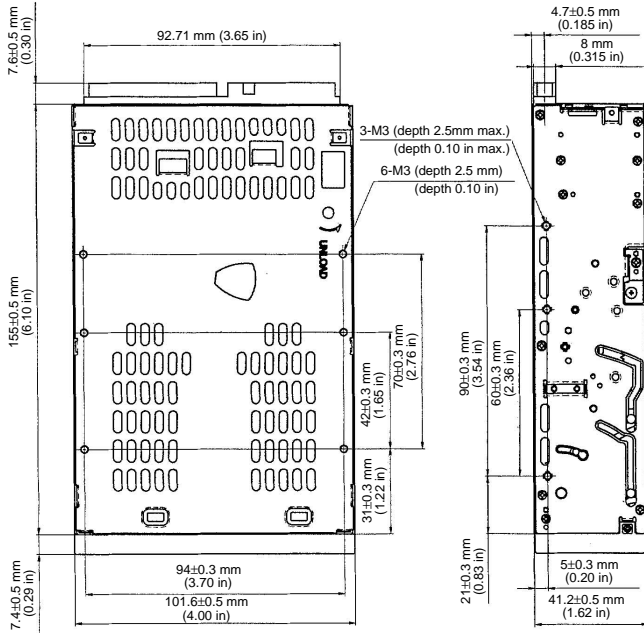 7.6±0.5 mm
(0.30 in)
92.71 mm (3.65 in)
4.7±0.5 mm
(0.185 in)
8 mm
(0.315 in)
3-M3 (depth 2.5mm max.)
(depth 0.10 in max.)
6-M3 (depth 2.5 mm)
(depth 0.10 in)
UNLOAD
155±0.5 mm
(6.10 in)
70±0.3 mm
(2.76 in)
42±0.3 mm
(1.65 in)
31±0.3 mm
(1.22 in)
90±0.3 mm
(3.54 in)
60±0.3 mm
(2.36 in)
21±0.3 mm
(0.83 in)
7.4±0.5 mm
(0.29 in)
94±0.3 mm
(3.70 in)
101.6±0.5 mm
(4.00 in)
5±0.3 mm
(0.20 in)
41.2±0.5 mm
(1.62 in)